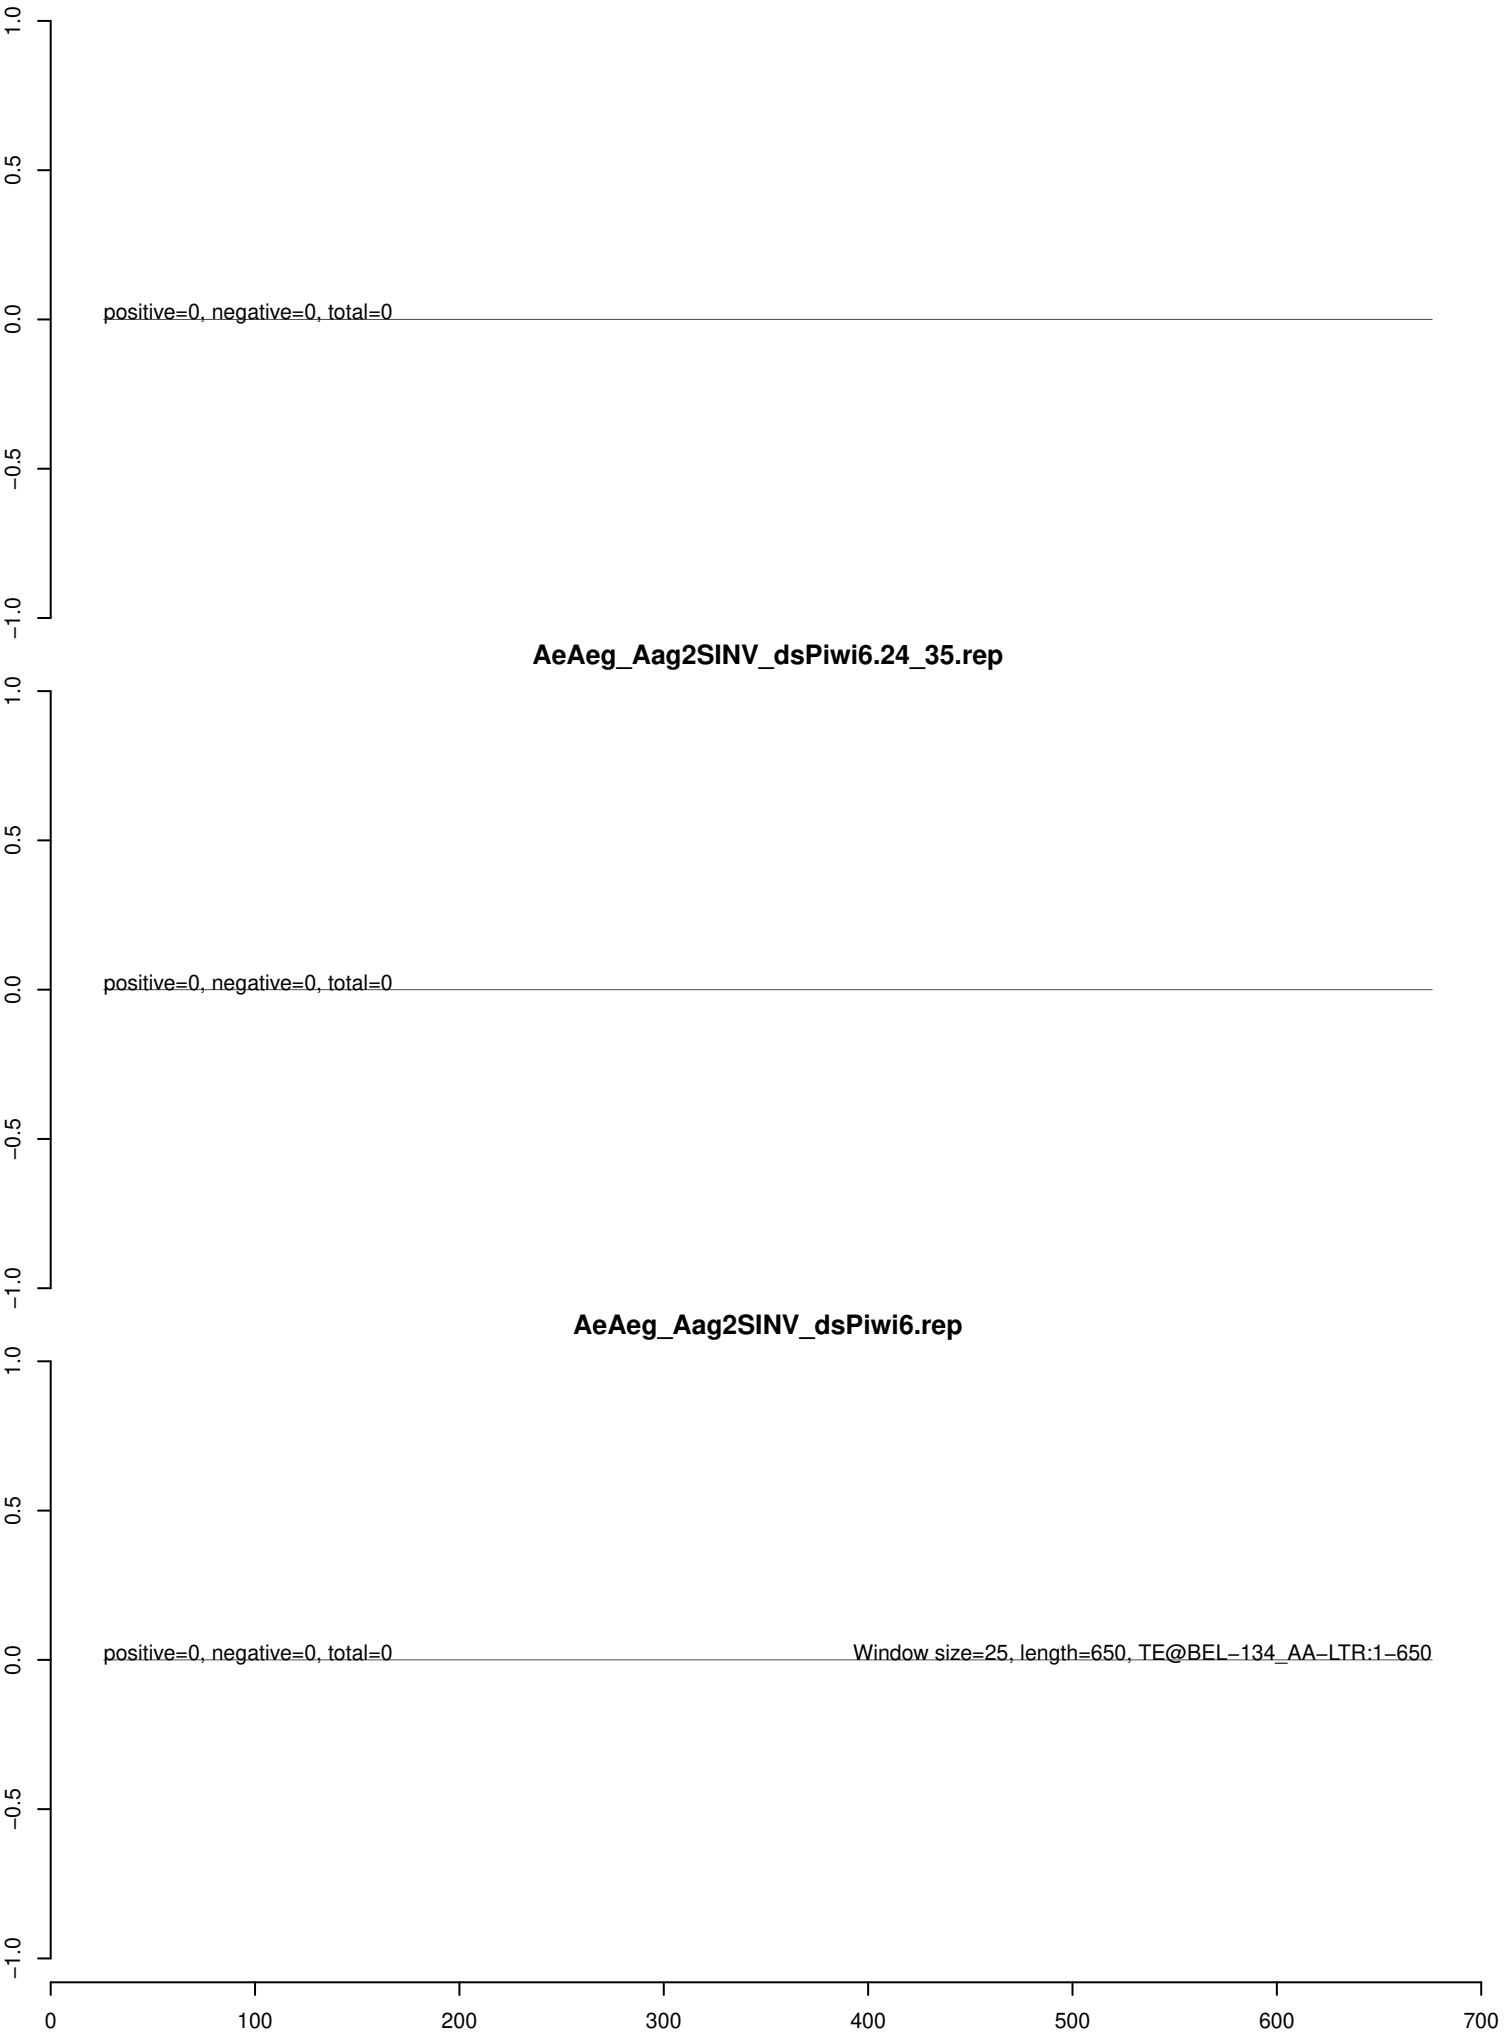 1.0
0.5
0.0
−0.5
−1.0
positive=0, negative=0, total=0
AeAeg_Aag2SINV_dsPiwi6.24_35.rep
1.0
0.5
0.0
−0.5
−1.0
positive=0, negative=0, total=0
AeAeg_Aag2SINV_dsPiwi6.rep
1.0
0.5
0.0
−0.5
−1.0
positive=0, negative=0, total=0
Window size=25, length=650, TE@BEL−134_AA−LTR:1−650
0 100 200 300 400 500 600 700